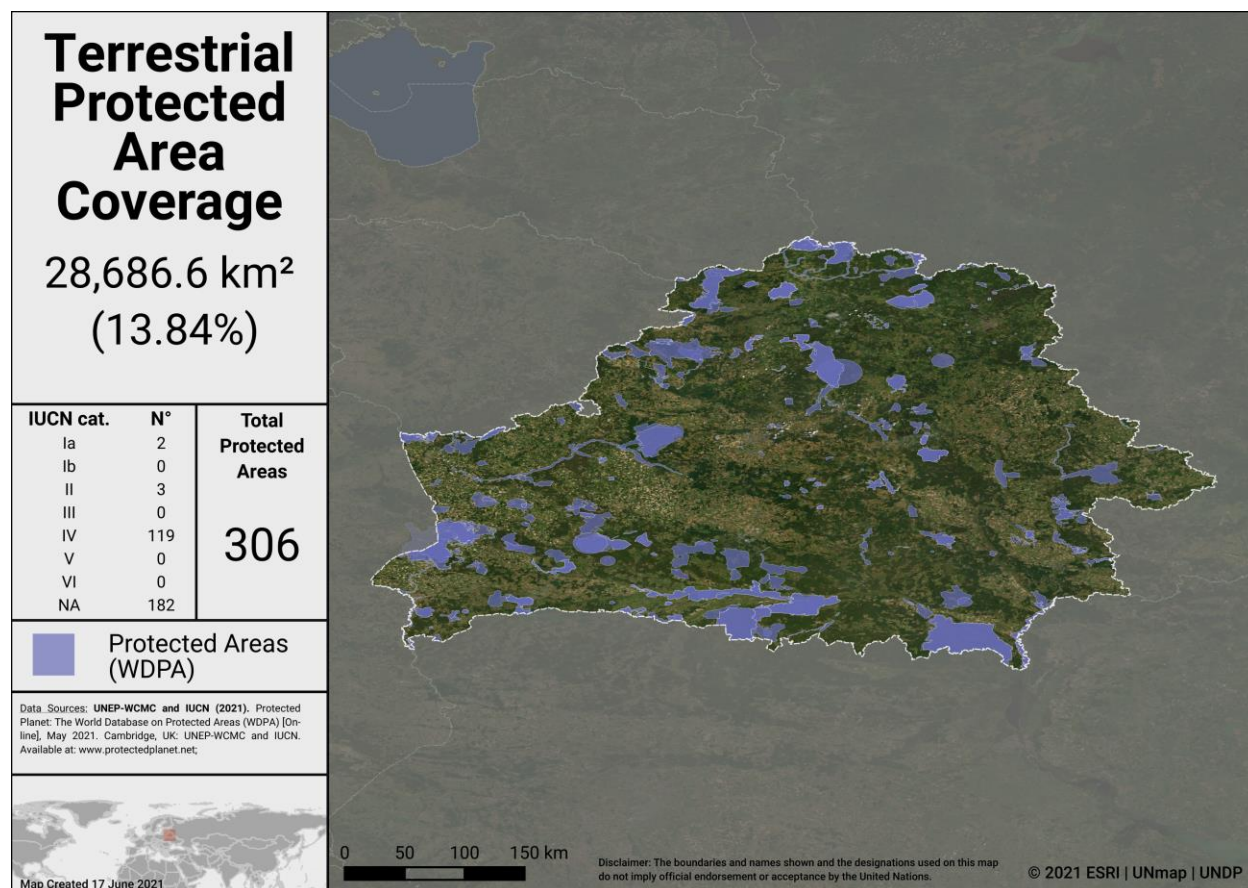 Terrestrial
Protected
Area
Coverage
28,686.6 km²
(13.84%)
IUCN cat. N°
Ia 2
Ib 0
II 3
III 0
IV 119
V 0
VI 0
NA 182
Total
Protected
Areas
306
Protected Areas
(WDPA)
Data Sources: UNEP-WCMC and IUCN (2021). Protected
Planet: The World Database on Protected Areas (WDPA) [On-
line], May 2021. Cambridge, UK: UNEP-WCMC and IUCN.
Available at: www.protectedplanet.net;
Map Created 17 June 2021
0 50 100 150 km
Disclaimer: The boundaries and names shown and the designations used on this map
do not imply official endorsement or acceptance by the United Nations.
© 2021 ESRI | UNmap | UNDP